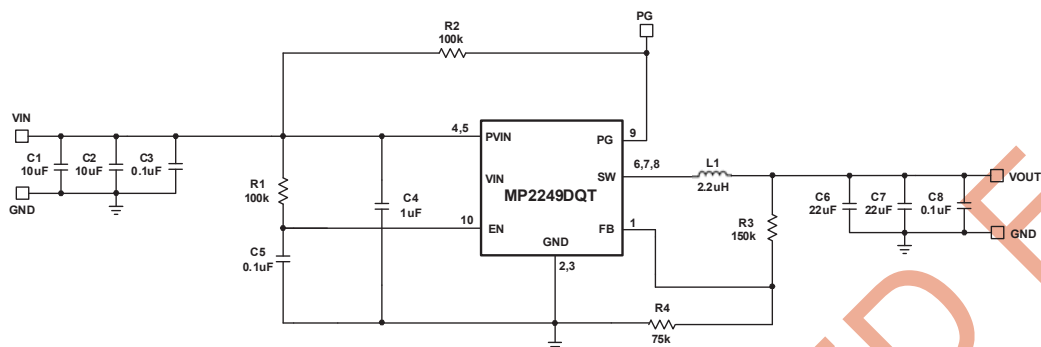 PG
R2
100k
VIN
4,5
PVIN
PG
9
C1
10uF
C2
10uF
C3
0.1uF
6,7,8
L1
R1
100k
C4
1uF
VIN
SW
2.2uH
VOUT
MP2249DQT
C6
22uF
C7
22uF
C8
0.1uF
GND
10
EN
FB
1
R3
150k
GND
GND
C5
0.1uF
2,3
R4
75k